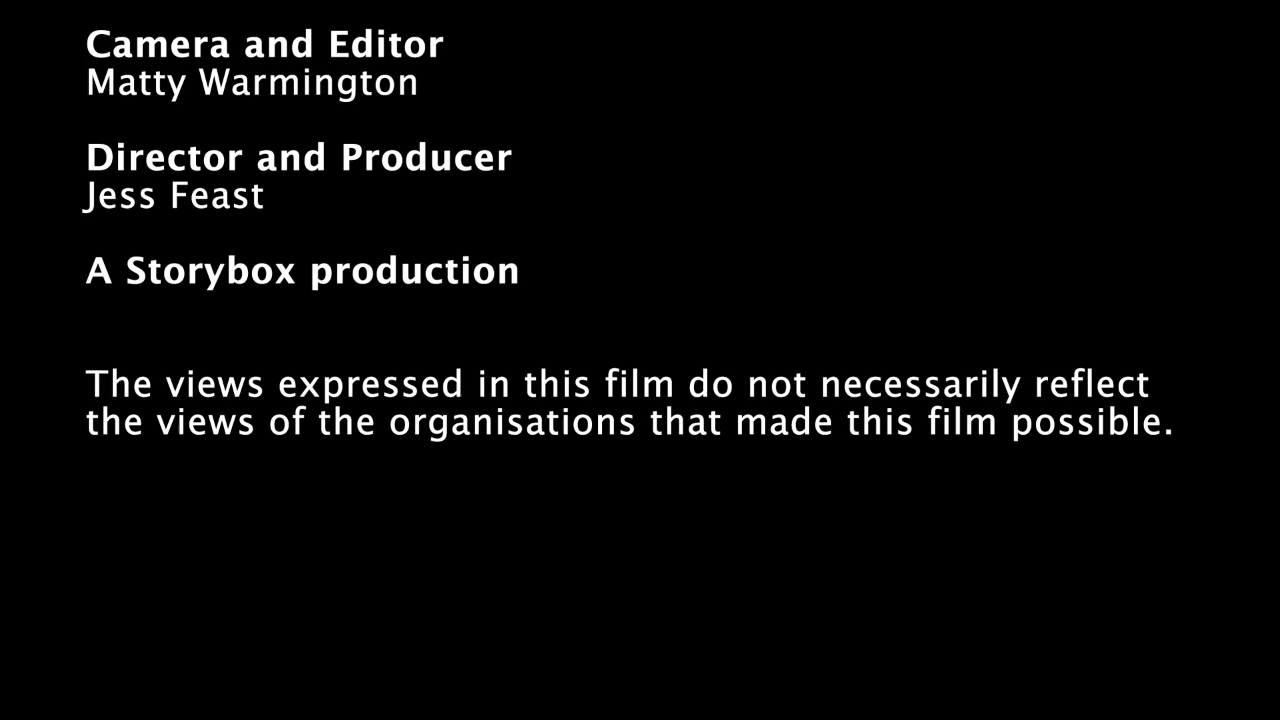 Camera and Editor
Matty Warmington
Director and Producer
Jess Feast
A Storybox production
The views expressed in this film do not necessarily reflect
the views of the organisations that made this film possible.